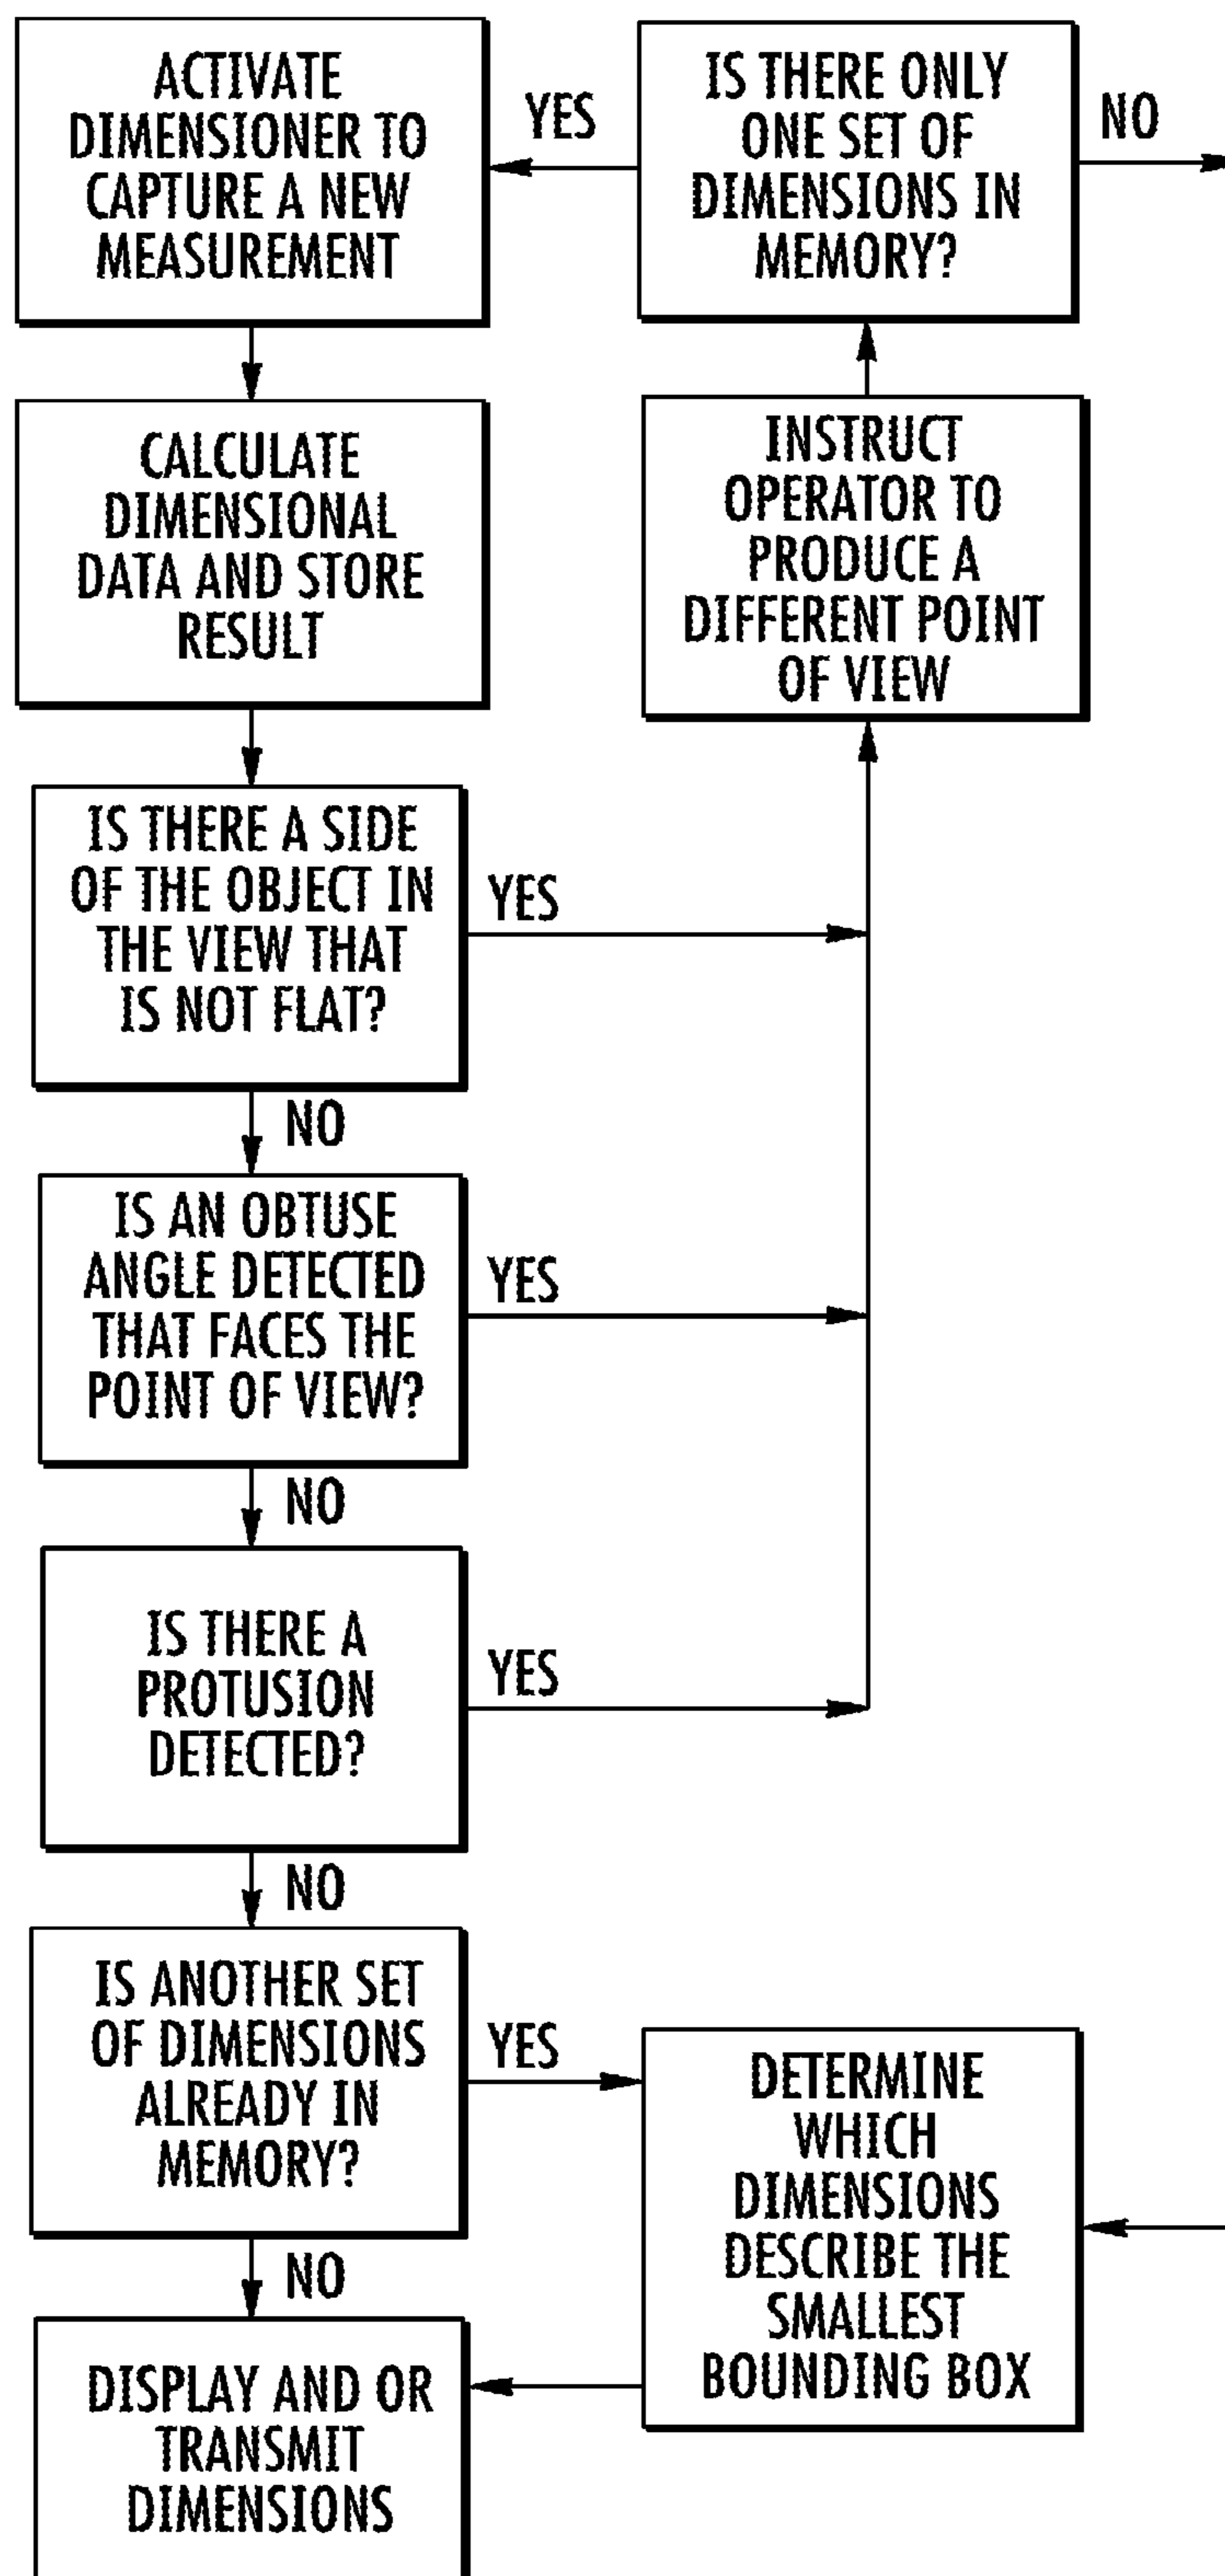 ACTIVATE
DIMENSIONER TO
CAPTURE A NEW
MEASUREMENT
YES
IS THERE ONLY
ONE SET OF
DIMENSIONS IN
MEMORY?
NO
CALCULATE
DIMENSIONAL
DATA AND STORE
RESULT
INSTRUCT
OPERATOR TO
PRODUCE A
DIFFERENT POINT
OF VIEW
IS THERE A SIDE
OF THE OBJECT IN
THE VIEW THAT
IS NOT FLAT?
YES
NO
IS AN OBTUSE
ANGLE DETECTED
THAT FACES THE
POINT OF VIEW?
YES
NO
IS THERE A
PROTUSION
DETECTED?
YES
NO
IS ANOTHER SET
OF DIMENSIONS
ALREADY IN
MEMORY?
YES
NO
DETERMINE
WHICH
DIMENSIONS
DESCRIBE THE
SMALLEST
BOUNDING BOX
DISPLAY AND OR
TRANSMIT
DIMENSIONS